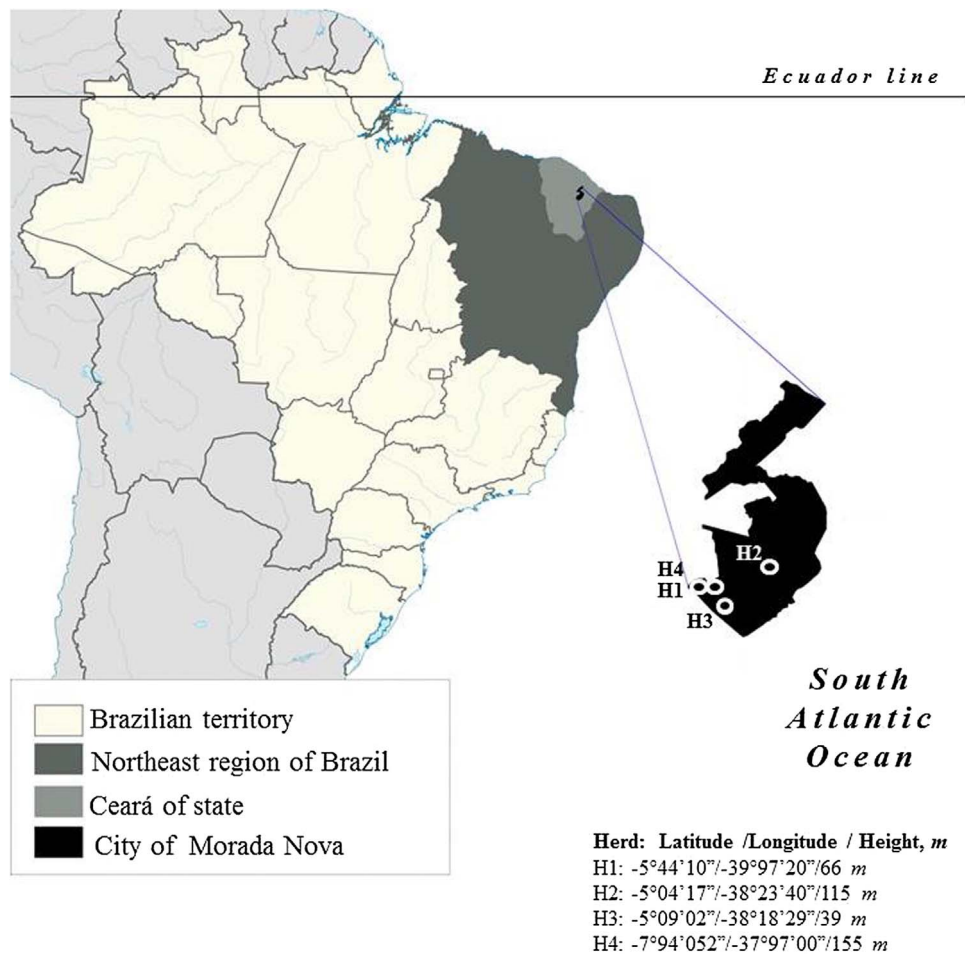 Ecuador line
H2
H4
H1
H3
South
Atlantic
Ocean
Brazilian territory
Northeast region of Brazil
Ceará of state
City of Morada Nova
Herd: Latitude /Longitude / Height, m
H1: -5°44’10”/-39°97’20”/66 m
H2: -5°04’17”/-38°23’40”/115 m
H3: -5°09’02”/-38°18’29”/39 m
H4: -7°94’052”/-37°97’00”/155 m